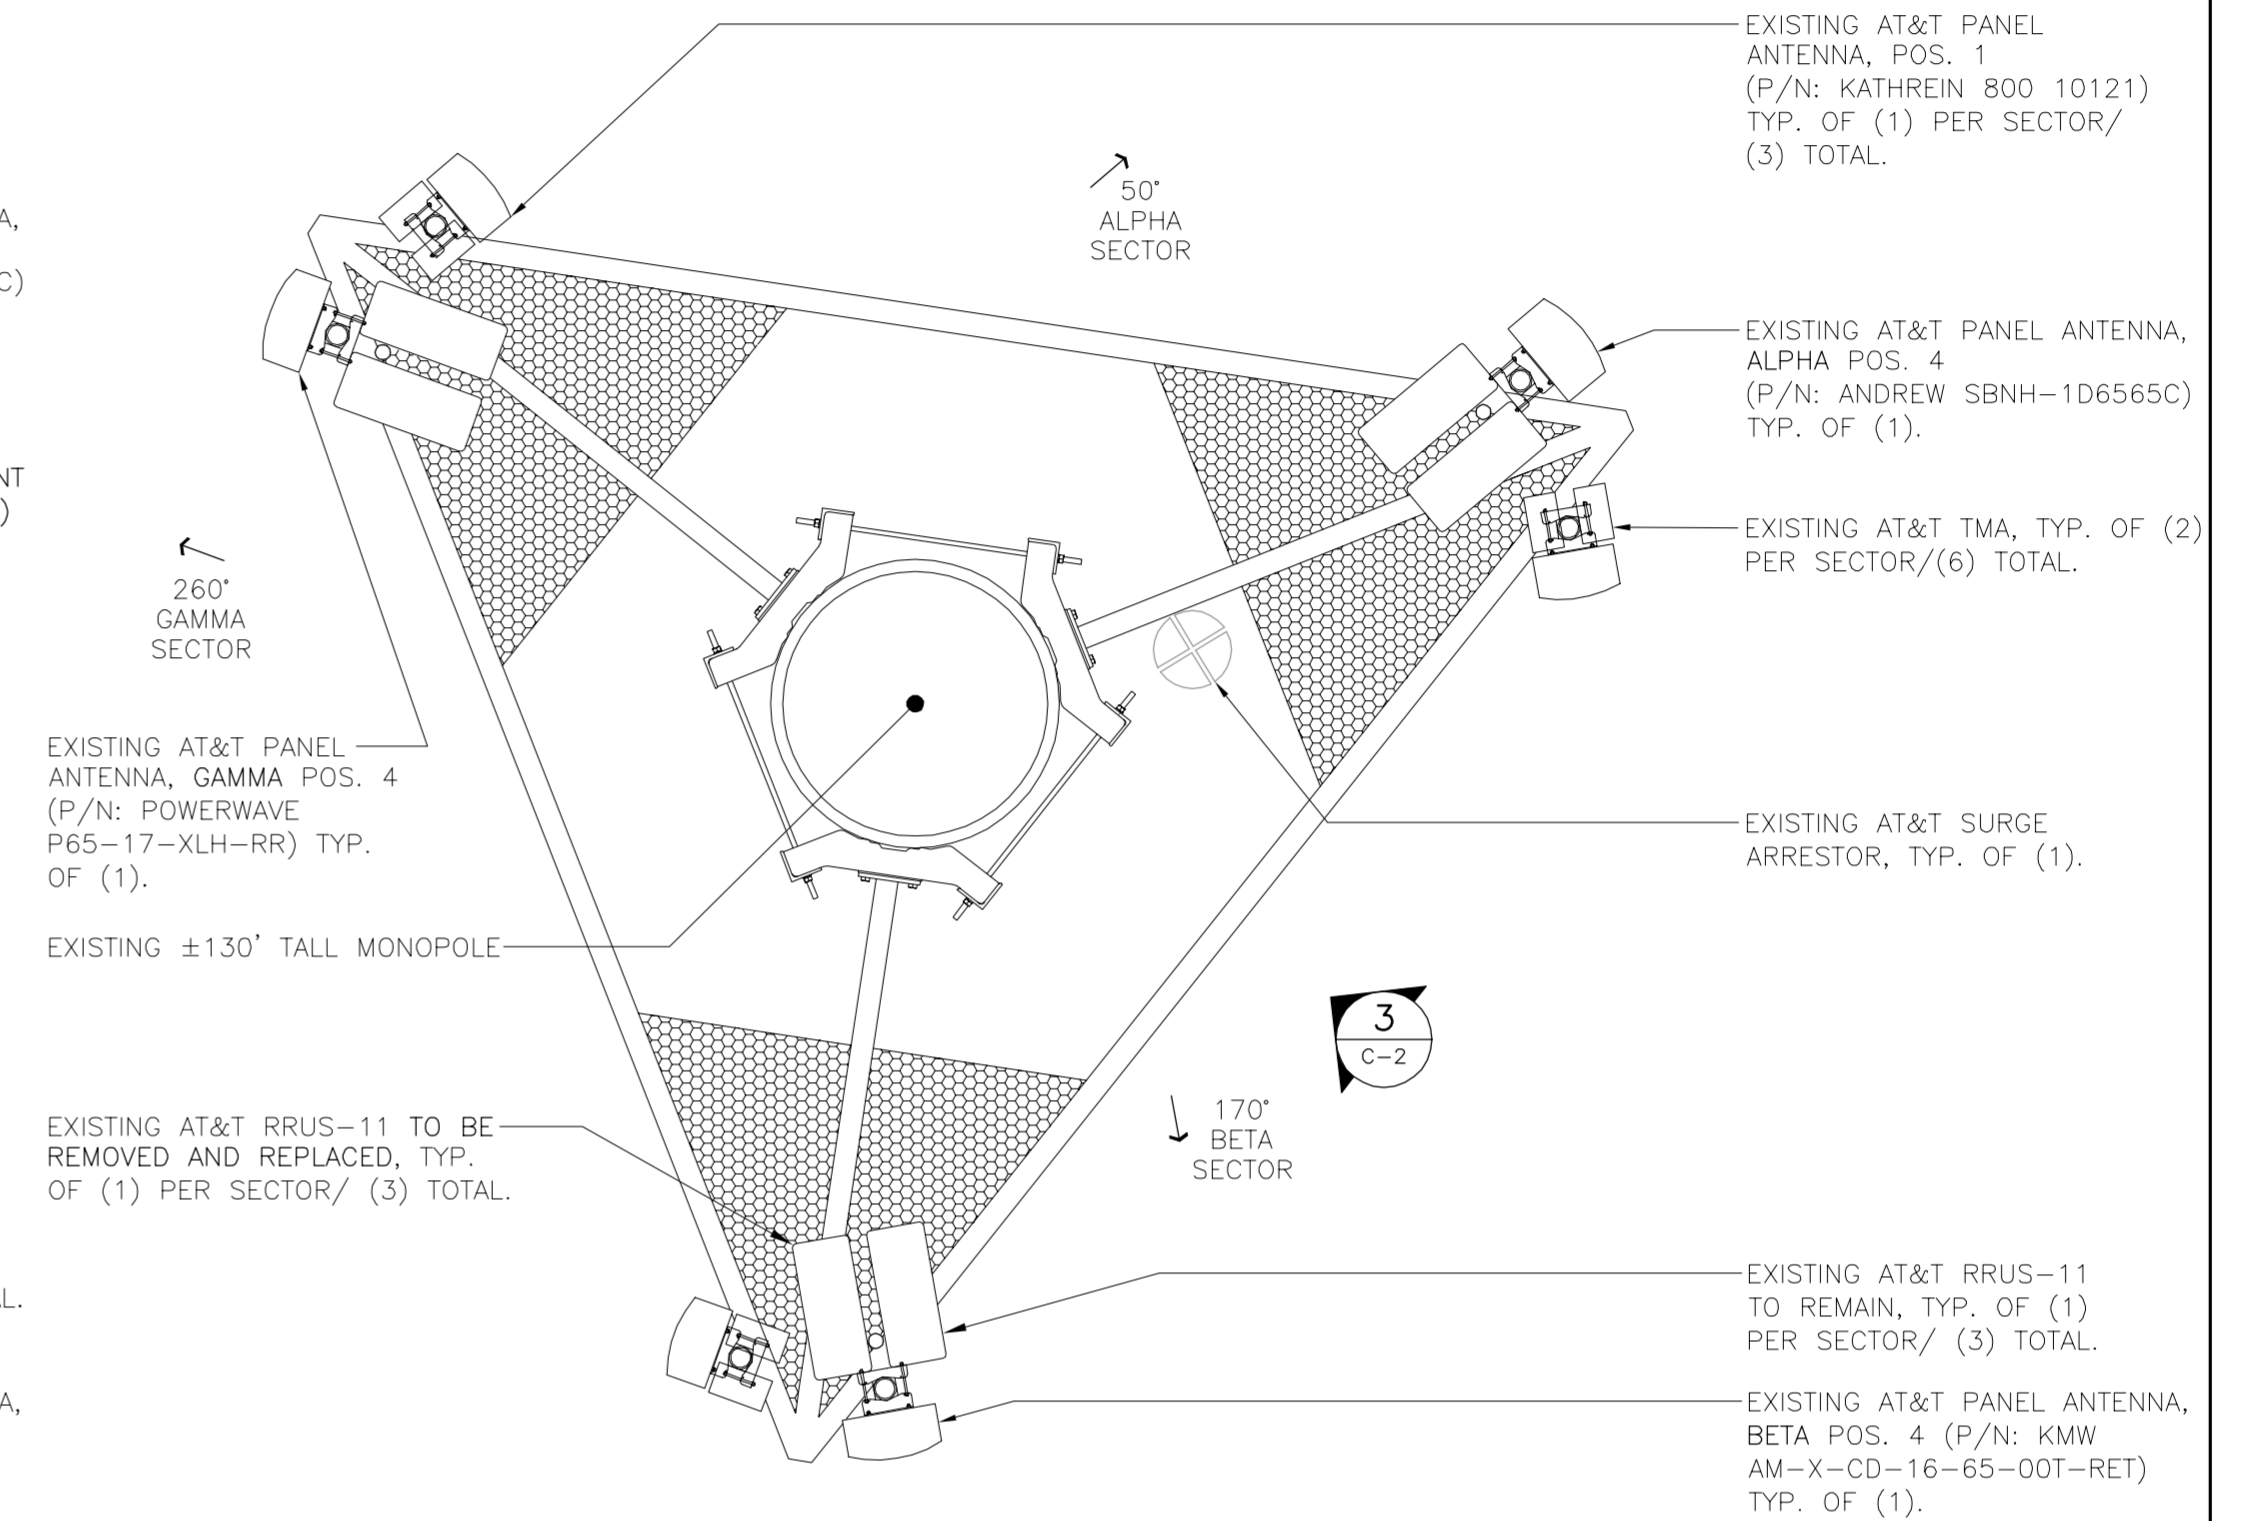 EXISTING AT&T PANEL
ANTENNA, POS. 1
(P/N: KATHREIN 800 10121)
TYP. OF (1) PER SECTOR/
(3) TOTAL.
50°
ALPHA
SECTOR
A,
C)
EXISTING AT&T PANEL ANTENNA,
ALPHA POS. 4
(P/N: ANDREW SBNH-1D6565C)
TYP. OF (1).
NT
)
EXISTING AT&T TMA, TYP. OF (2)
PER SECTOR/(6) TOTAL.
260°
GAMMA
SECTOR
EXISTING AT&T PANEL
ANTENNA, GAMMA POS. 4
(P/N: POWERWAVE
P65-17-XLH-RR) TYP.
OF (1).
EXISTING AT&T SURGE
ARRESTOR, TYP. OF (1).
EXISTING ±130' TALL MONOPOLE
3
C-2
EXISTING AT&T RRUS-11 TO BE
REMOVED AND REPLACED, TYP.
OF (1) PER SECTOR/ (3) TOTAL.
170°
BETA
SECTOR
EXISTING AT&T RRUS-11
TO REMAIN, TYP. OF (1)
PER SECTOR/ (3) TOTAL.
L.
EXISTING AT&T PANEL ANTENNA,
BETA POS. 4 (P/N: KMW
AM-X-CD-16-65-00T-RET)
TYP. OF (1).
A,